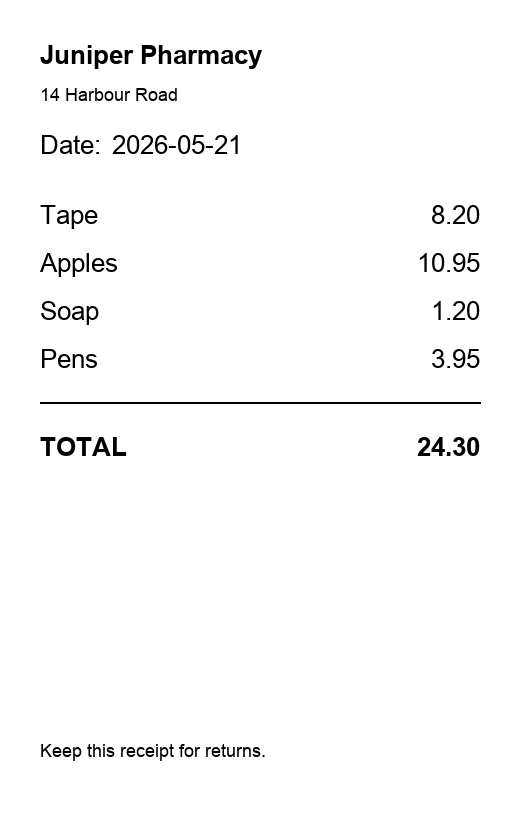 Juniper Pharmacy
14 Harbour Road
Date: 2026-05-21
Tape 8.20
Apples 10.95
Soap 1.20
Pens 3.95
TOTAL 24.30
Keep this receipt for returns.